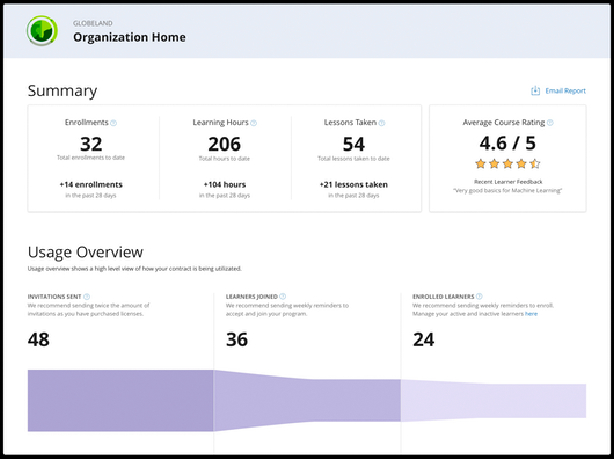 GLOBELAND
Organization Home
Summary
Email Report
Enrollments
32
Total enrollments to date
+14 enrollments
in the past 28 days
Learning Hours
206
Total hours to date
+104 hours
in the past 28 days
Lessons Taken
54
Total lessons taken to date
+21 lessons taken
in the past 28 days
Average Course Rating
4.6 / 5
Recent Learner Feedback
"Very good basics for Machine Learning"
Usage Overview
Usage overview shows a high level view of how your contract is being utilized.
INVITATIONS SENT
We recommend sending twice the amount of
invitations as you have purchased licenses.
48
LEARNERS JOINED
We recommend sending weekly reminders to
accept and join your program.
36
ENROLLED LEARNERS
We recommend sending weekly reminders to enroll.
Manage your active and inactive learners here
24